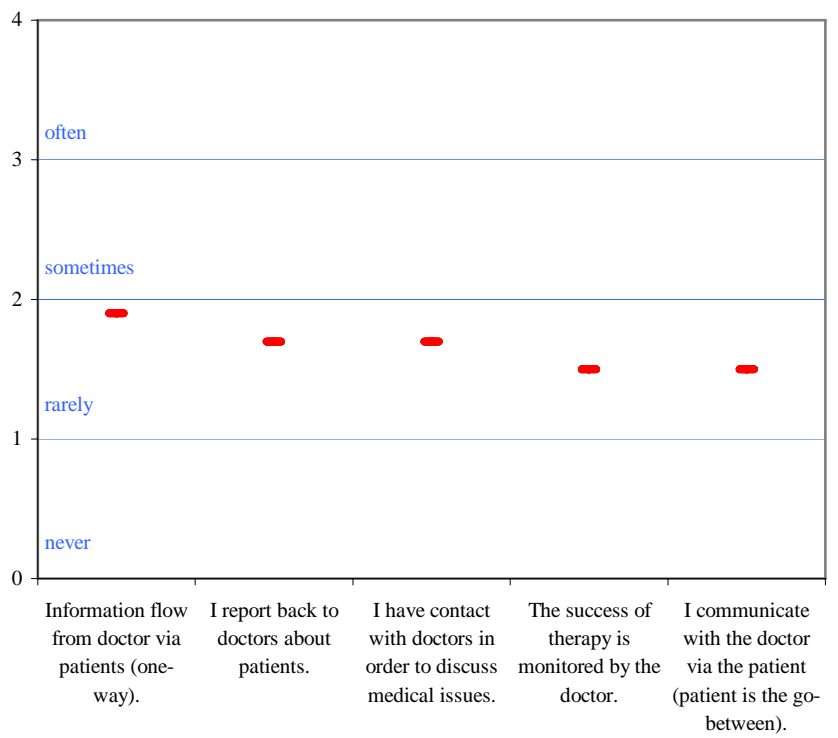 4
often
3
sometimes
2
rarely
1
never
0
Information flow
from doctor via
patients (one-
way).
I report back to
doctors about
patients.
I have contact
with doctors in
order to discuss
medical issues.
The success of
therapy is
monitored by the
doctor.
I communicate
with the doctor
via the patient
(patient is the go-
between).